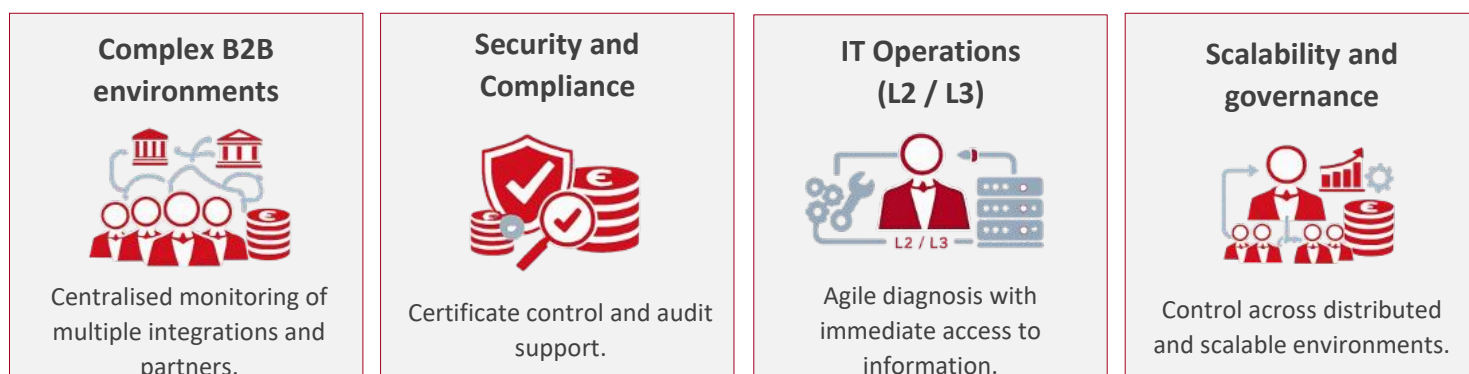 Complex B2B
environments
€
Centralised monitoring of
multiple integrations and
partners.
Security and
Compliance
€
€
Certificate control and audit
support.
IT Operations
(L2 / L3)
L2 / L3
Agile diagnosis with
immediate access to
information.
Scalability and
governance
€
Control across distributed
and scalable environments.